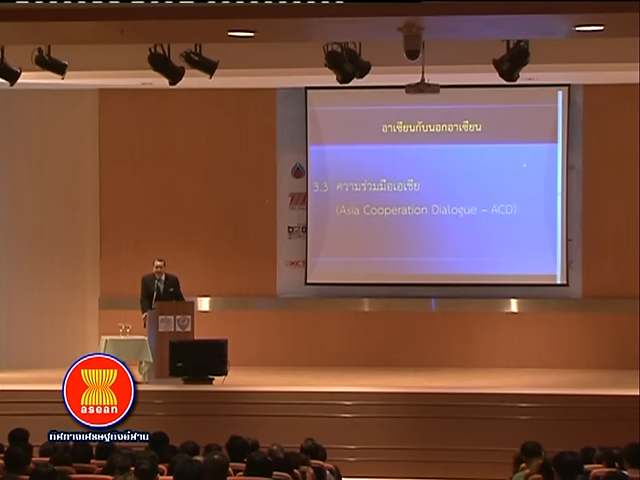 อาเซียนกับนอกอาเซียน
3.3 ความร่วมมือเอเชีย
(Asia Cooperation Dialogue – ACD)
asean